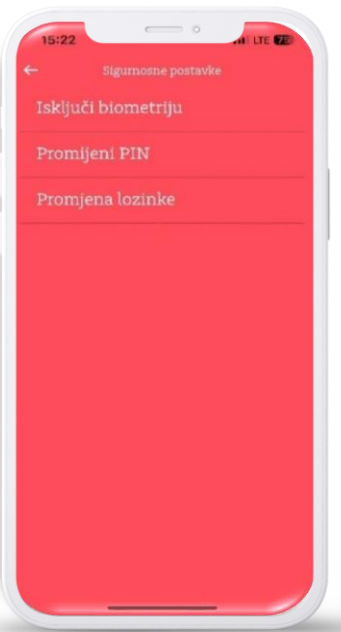 15:22 LTE
Sigurnosne postavke
Isključi biometriju
Promijeni PIN
Promjena lozinke